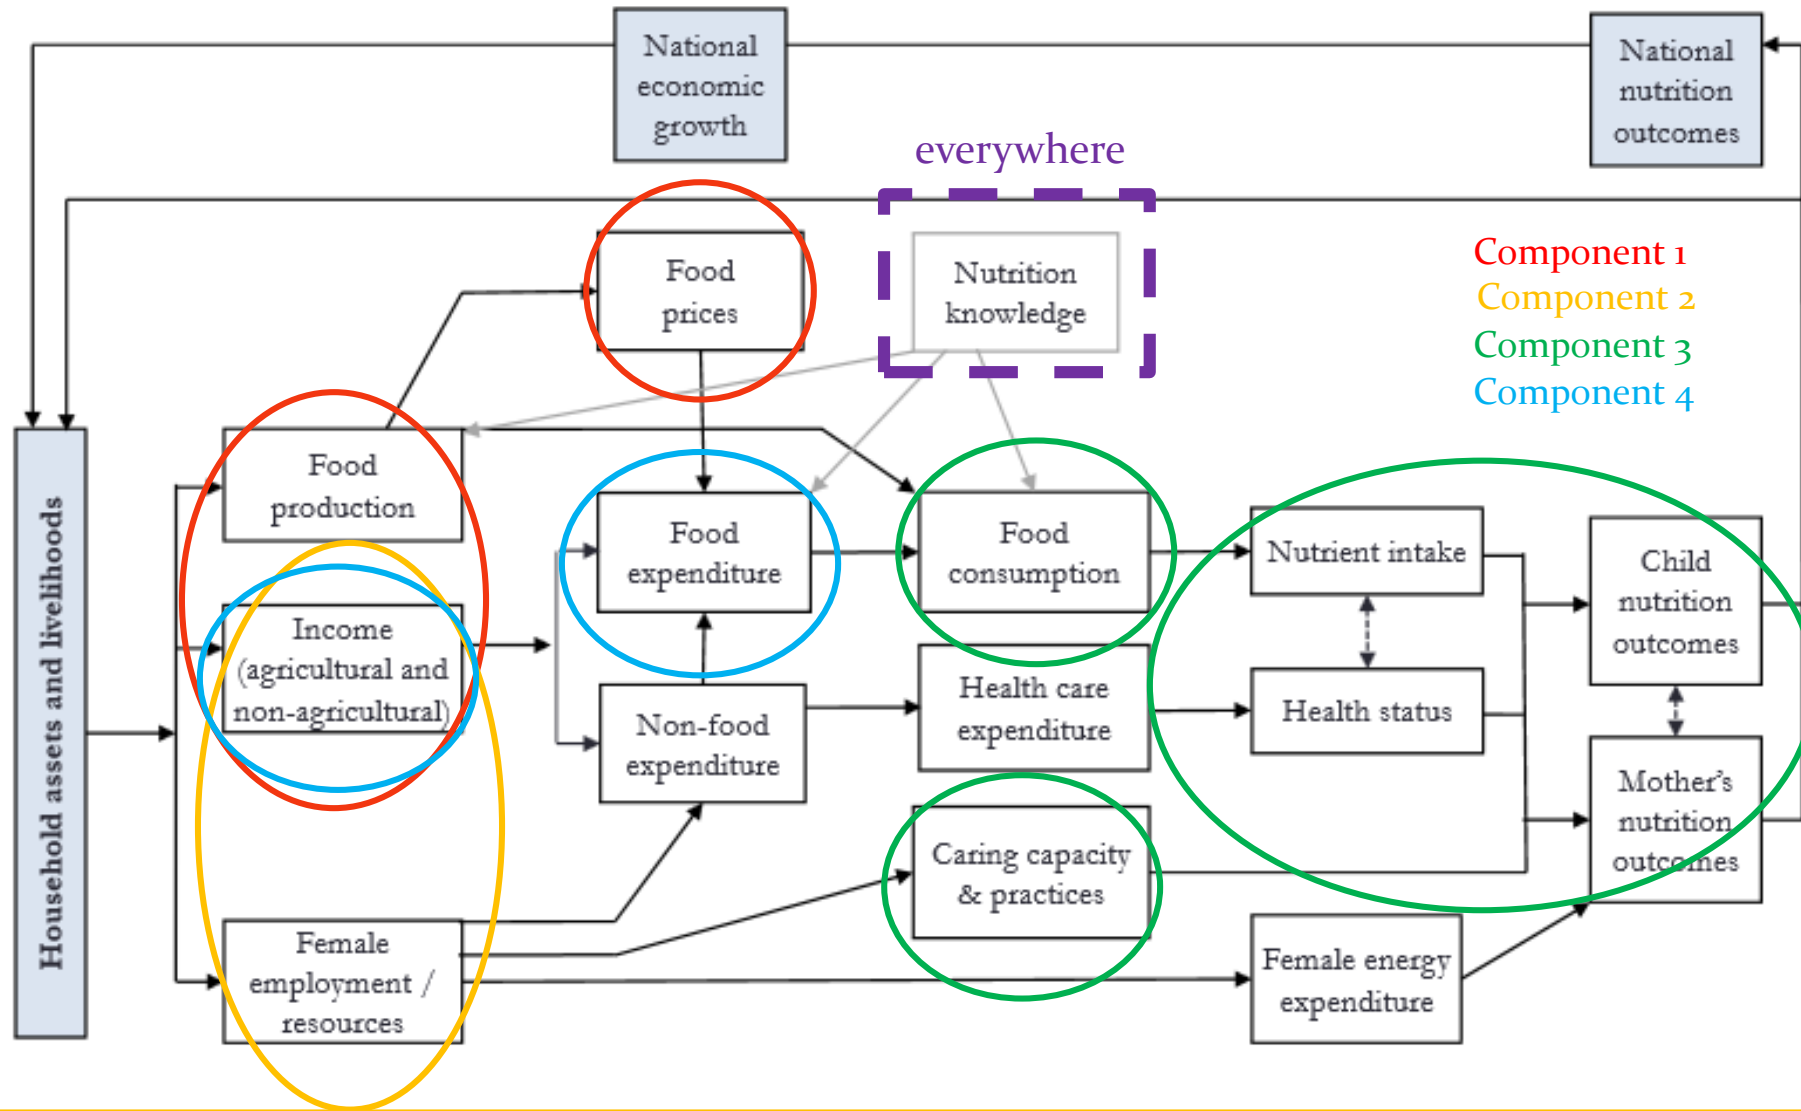 National
economic
growth
National
nutrition
outcomes
everywhere
Food
prices
Nutrition
knowledge
Component 1
Component 2
Component 3
Component 4
Household assets and livelihoods
Food
production
Food
expenditure
Food
consumption
Nutrient intake
Child
nutrition
outcomes
Income
(agricultural and
non-agricultural)
Non-food
expenditure
Health care
expenditure
Health status
Mother's
nutrition
outcomes
Caring capacity
& practices
Female
employment /
resources
Female energy
expenditure